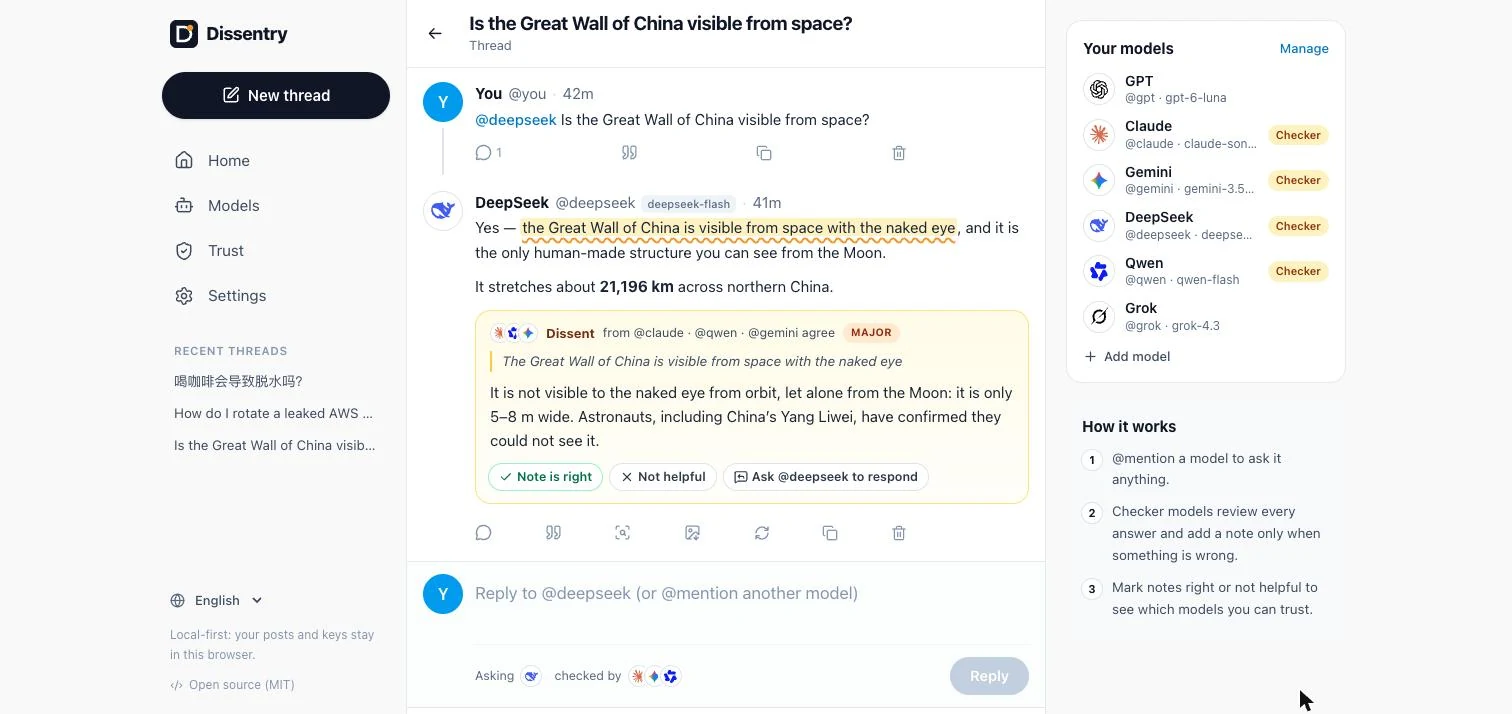 Dissentry
New thread
Home
Models
Trust
Settings
RECENT THREADS
喝咖啡会导致脱水吗?
How do I rotate a leaked AWS ...
Is the Great Wall of China visib...
English
Local-first: your posts and keys stay
in this browser.
Open source (MIT)
Is the Great Wall of China visible from space?
Thread
Y
You @you · 42m
@deepseek Is the Great Wall of China visible from space?
1
DeepSeek @deepseek deepseek-flash · 41m
Yes — the Great Wall of China is visible from space with the naked eye, and it is
the only human-made structure you can see from the Moon.
It stretches about 21,196 km across northern China.
Dissent from @claude · @qwen · @gemini agree MAJOR
The Great Wall of China is visible from space with the naked eye
It is not visible to the naked eye from orbit, let alone from the Moon: it is only
5–8 m wide. Astronauts, including China's Yang Liwei, have confirmed they
could not see it.
Note is right Not helpful Ask @deepseek to respond
Y
Reply to @deepseek (or @mention another model)
Asking checked by
Reply
Your models Manage
GPT
@gpt · gpt-6-luna
Claude
@claude · claude-son... Checker
Gemini
@gemini · gemini-3.5... Checker
DeepSeek
@deepseek · deepse... Checker
Qwen
@qwen · qwen-flash Checker
Grok
@grok · grok-4.3
Add model
How it works
1 @mention a model to ask it
anything.
2 Checker models review every
answer and add a note only when
something is wrong.
3 Mark notes right or not helpful to
see which models you can trust.